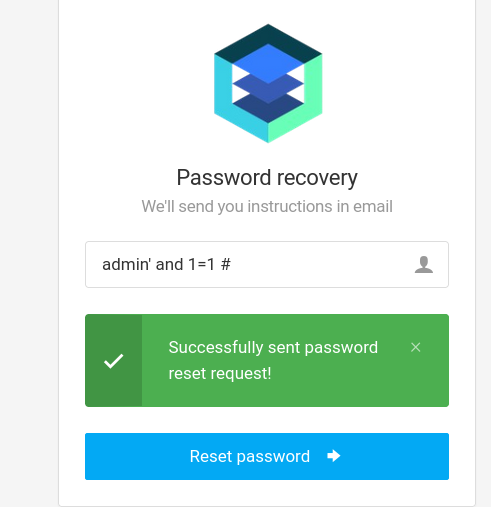 Password recovery
We'll send you instructions in email
admin' and 1=1 #
Successfully sent password
reset request!
Reset password